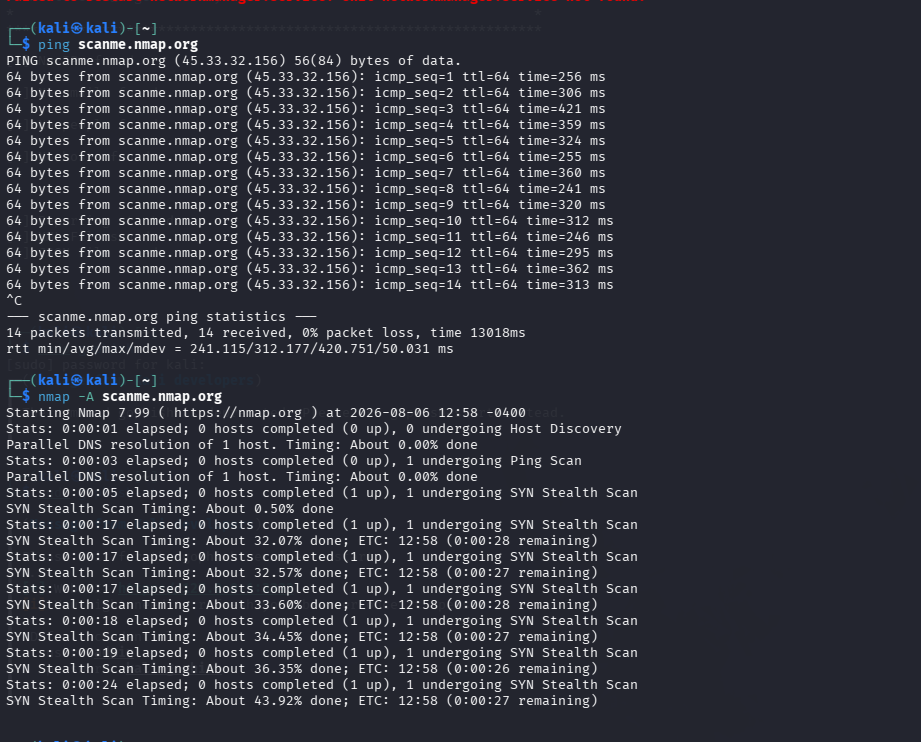 ┌──(kali㉿kali)-[~]
└─$ ping scanme.nmap.org
PING scanme.nmap.org (45.33.32.156) 56(84) bytes of data.
64 bytes from scanme.nmap.org (45.33.32.156): icmp_seq=1 ttl=64 time=256 ms
64 bytes from scanme.nmap.org (45.33.32.156): icmp_seq=2 ttl=64 time=306 ms
64 bytes from scanme.nmap.org (45.33.32.156): icmp_seq=3 ttl=64 time=421 ms
64 bytes from scanme.nmap.org (45.33.32.156): icmp_seq=4 ttl=64 time=359 ms
64 bytes from scanme.nmap.org (45.33.32.156): icmp_seq=5 ttl=64 time=324 ms
64 bytes from scanme.nmap.org (45.33.32.156): icmp_seq=6 ttl=64 time=255 ms
64 bytes from scanme.nmap.org (45.33.32.156): icmp_seq=7 ttl=64 time=360 ms
64 bytes from scanme.nmap.org (45.33.32.156): icmp_seq=8 ttl=64 time=241 ms
64 bytes from scanme.nmap.org (45.33.32.156): icmp_seq=9 ttl=64 time=320 ms
64 bytes from scanme.nmap.org (45.33.32.156): icmp_seq=10 ttl=64 time=312 ms
64 bytes from scanme.nmap.org (45.33.32.156): icmp_seq=11 ttl=64 time=246 ms
64 bytes from scanme.nmap.org (45.33.32.156): icmp_seq=12 ttl=64 time=295 ms
64 bytes from scanme.nmap.org (45.33.32.156): icmp_seq=13 ttl=64 time=362 ms
64 bytes from scanme.nmap.org (45.33.32.156): icmp_seq=14 ttl=64 time=313 ms
^C
--- scanme.nmap.org ping statistics ---
14 packets transmitted, 14 received, 0% packet loss, time 13018ms
rtt min/avg/max/mdev = 241.115/312.177/420.751/50.031 ms
[sudo] password for kali:
┌──(kali㉿kali)-[~]
└─$ nmap -A scanme.nmap.org
Starting Nmap 7.99 ( https://nmap.org ) at 2026-08-06 12:58 -0400
Stats: 0:00:01 elapsed; 0 hosts completed (0 up), 0 undergoing Host Discovery
Parallel DNS resolution of 1 host. Timing: About 0.00% done
Stats: 0:00:03 elapsed; 0 hosts completed (0 up), 1 undergoing Ping Scan
Parallel DNS resolution of 1 host. Timing: About 0.00% done
Stats: 0:00:05 elapsed; 0 hosts completed (1 up), 1 undergoing SYN Stealth Scan
SYN Stealth Scan Timing: About 0.50% done
Stats: 0:00:17 elapsed; 0 hosts completed (1 up), 1 undergoing SYN Stealth Scan
SYN Stealth Scan Timing: About 32.07% done; ETC: 12:58 (0:00:28 remaining)
Stats: 0:00:17 elapsed; 0 hosts completed (1 up), 1 undergoing SYN Stealth Scan
SYN Stealth Scan Timing: About 32.57% done; ETC: 12:58 (0:00:27 remaining)
Stats: 0:00:17 elapsed; 0 hosts completed (1 up), 1 undergoing SYN Stealth Scan
SYN Stealth Scan Timing: About 33.60% done; ETC: 12:58 (0:00:28 remaining)
Stats: 0:00:18 elapsed; 0 hosts completed (1 up), 1 undergoing SYN Stealth Scan
SYN Stealth Scan Timing: About 34.45% done; ETC: 12:58 (0:00:27 remaining)
Stats: 0:00:19 elapsed; 0 hosts completed (1 up), 1 undergoing SYN Stealth Scan
SYN Stealth Scan Timing: About 36.35% done; ETC: 12:58 (0:00:26 remaining)
Stats: 0:00:24 elapsed; 0 hosts completed (1 up), 1 undergoing SYN Stealth Scan
SYN Stealth Scan Timing: About 43.92% done; ETC: 12:58 (0:00:27 remaining)